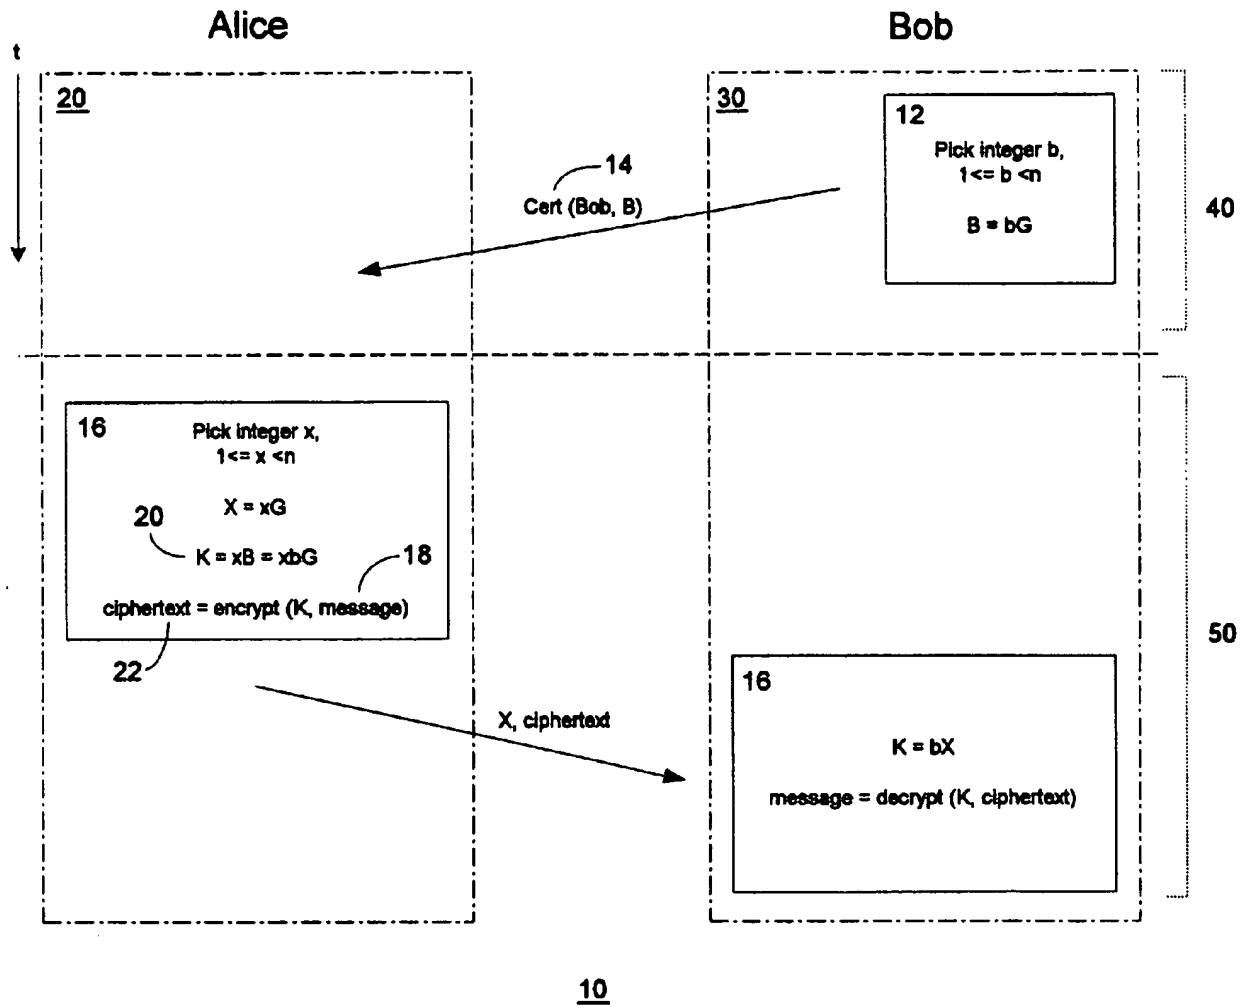 Alice
Bob
t
20
30
12
Pick integer b,
1<= b <n
B = bG
14
Cert (Bob, B)
40
16
Pick integer x,
1<= x <n
X = xG
20
K = xB = xbG
18
ciphertext = encrypt (K, message)
22
50
X, ciphertext
16
K = bX
message = decrypt (K, ciphertext)
10